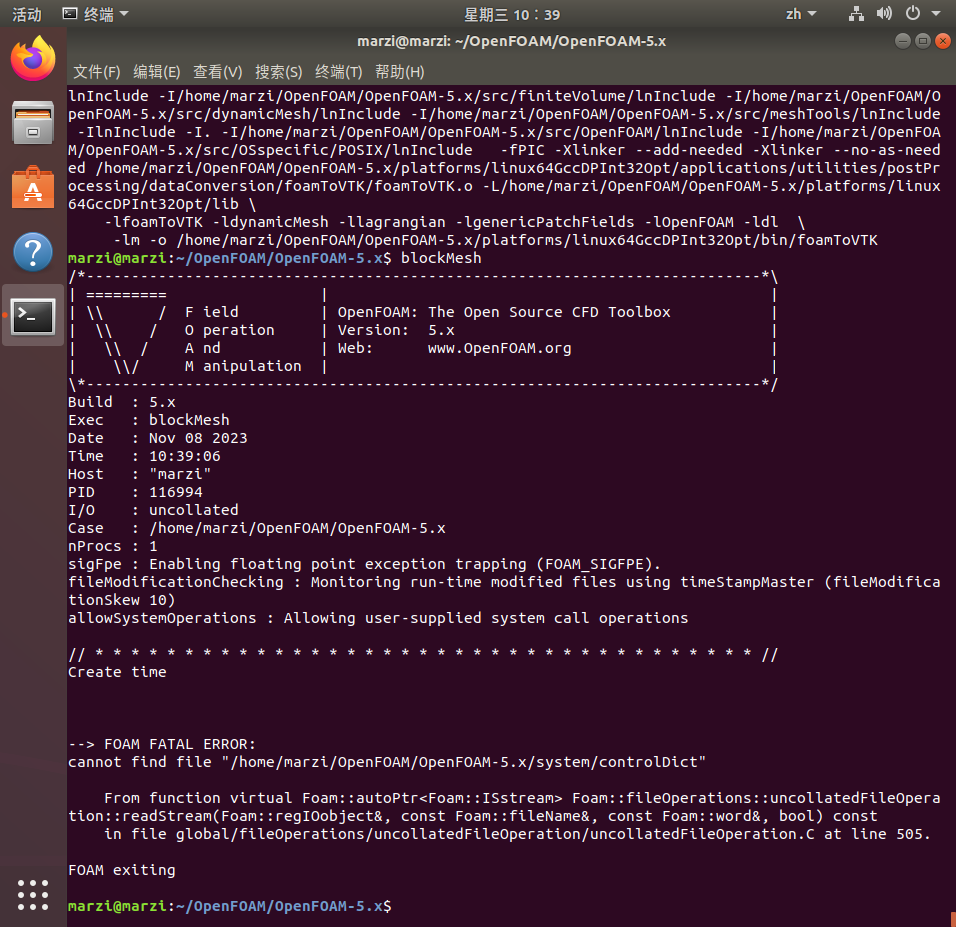 活动 终端 星期三 10：39 zh
marzi@marzi: ~/OpenFOAM/OpenFOAM-5.x
文件(F) 编辑(E) 查看(V) 搜索(S) 终端(T) 帮助(H)
lnInclude -I/home/marzi/OpenFOAM/OpenFOAM-5.x/src/finiteVolume/lnInclude -I/home/marzi/OpenFOAM/O
penFOAM-5.x/src/dynamicMesh/lnInclude -I/home/marzi/OpenFOAM/OpenFOAM-5.x/src/meshTools/lnInclude
 -IlnInclude -I. -I/home/marzi/OpenFOAM/OpenFOAM-5.x/src/OpenFOAM/lnInclude -I/home/marzi/OpenFOA
M/OpenFOAM-5.x/src/OSspecific/POSIX/lnInclude   -fPIC -Xlinker --add-needed -Xlinker --no-as-need
ed /home/marzi/OpenFOAM/OpenFOAM-5.x/platforms/linux64GccDPInt32Opt/applications/utilities/postPr
ocessing/dataConversion/foamToVTK/foamToVTK.o -L/home/marzi/OpenFOAM/OpenFOAM-5.x/platforms/linux
64GccDPInt32Opt/lib \
    -lfoamToVTK -ldynamicMesh -llagrangian -lgenericPatchFields -lOpenFOAM -ldl  \
     -lm -o /home/marzi/OpenFOAM/OpenFOAM-5.x/platforms/linux64GccDPInt32Opt/bin/foamToVTK
marzi@marzi:~/OpenFOAM/OpenFOAM-5.x$ blockMesh
/*---------------------------------------------------------------------------*\
| =========                 |                                                 |
| \\      /  F ield         | OpenFOAM: The Open Source CFD Toolbox           |
|  \\    /   O peration     | Version:  5.x                                   |
|   \\  /    A nd           | Web:      www.OpenFOAM.org                      |
|    \\/     M anipulation  |                                                 |
\*---------------------------------------------------------------------------*/
Build  : 5.x
Exec   : blockMesh
Date   : Nov 08 2023
Time   : 10:39:06
Host   : "marzi"
PID    : 116994
I/O    : uncollated
Case   : /home/marzi/OpenFOAM/OpenFOAM-5.x
nProcs : 1
sigFpe : Enabling floating point exception trapping (FOAM_SIGFPE).
fileModificationChecking : Monitoring run-time modified files using timeStampMaster (fileModifica
tionSkew 10)
allowSystemOperations : Allowing user-supplied system call operations
// * * * * * * * * * * * * * * * * * * * * * * * * * * * * * * * * * * * * * //
Create time
--> FOAM FATAL ERROR:
cannot find file "/home/marzi/OpenFOAM/OpenFOAM-5.x/system/controlDict"
    From function virtual Foam::autoPtr<Foam::ISstream> Foam::fileOperations::uncollatedFileOpera
tion::readStream(Foam::regIOobject&, const Foam::fileName&, const Foam::word&, bool) const
    in file global/fileOperations/uncollatedFileOperation/uncollatedFileOperation.C at line 505.
FOAM exiting
marzi@marzi:~/OpenFOAM/OpenFOAM-5.x$